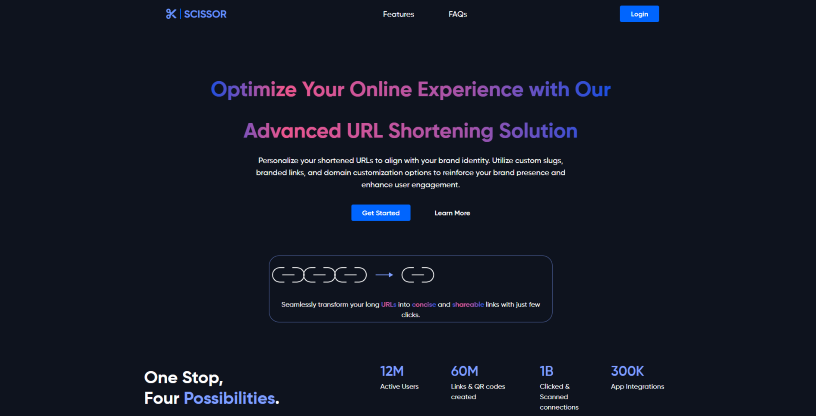 SCISSOR
Features
FAQs
Login
Optimize Your Online Experience with Our
Advanced URL Shortening Solution
Personalize your shortened URLs to align with your brand identity. Utilize custom slugs,
branded links, and domain customization options to reinforce your brand presence and
enhance user engagement.
Get Started
Learn More
Seamlessly transform your long URLs into concise and shareable links with just few
clicks.
One Stop,
Four Possibilities.
12M
Active Users
60M
Links & QR codes
created
1B
Clicked &
Scanned
connections
300K
App Integrations